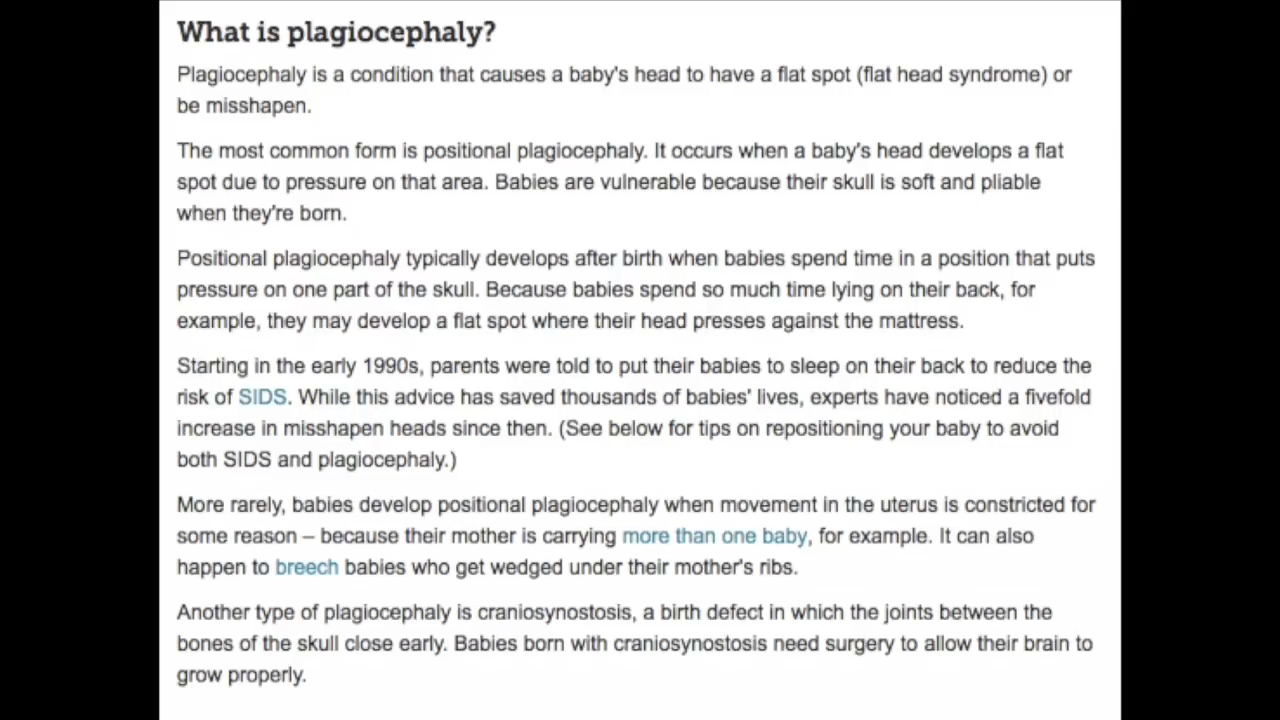 What is plagiocephaly?
Plagiocephaly is a condition that causes a baby's head to have a flat spot (flat head syndrome) or
be misshapen.
The most common form is positional plagiocephaly. It occurs when a baby's head develops a flat
spot due to pressure on that area. Babies are vulnerable because their skull is soft and pliable
when they're born.
Positional plagiocephaly typically develops after birth when babies spend time in a position that puts
pressure on one part of the skull. Because babies spend so much time lying on their back, for
example, they may develop a flat spot where their head presses against the mattress.
Starting in the early 1990s, parents were told to put their babies to sleep on their back to reduce the
risk of SIDS. While this advice has saved thousands of babies' lives, experts have noticed a fivefold
increase in misshapen heads since then. (See below for tips on repositioning your baby to avoid
both SIDS and plagiocephaly.)
More rarely, babies develop positional plagiocephaly when movement in the uterus is constricted for
some reason – because their mother is carrying more than one baby, for example. It can also
happen to breech babies who get wedged under their mother's ribs.
Another type of plagiocephaly is craniosynostosis, a birth defect in which the joints between the
bones of the skull close early. Babies born with craniosynostosis need surgery to allow their brain to
grow properly.